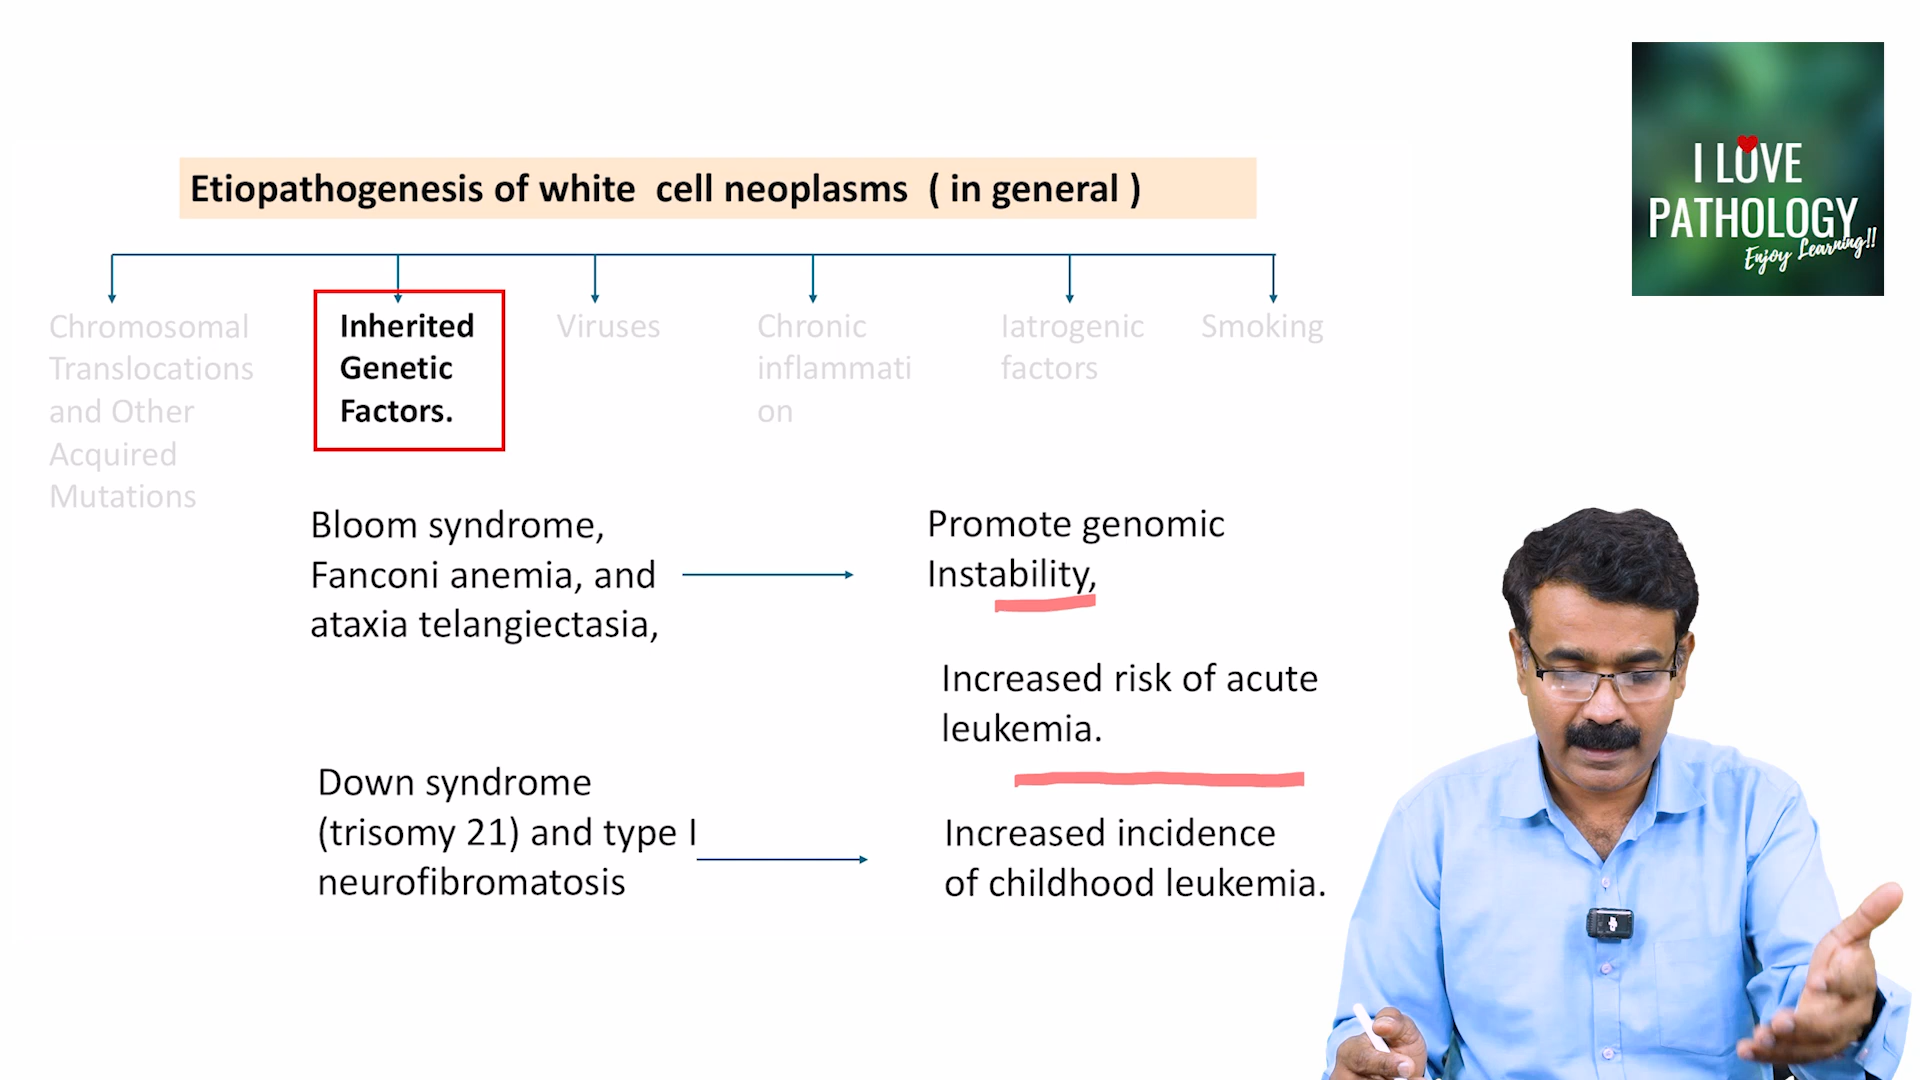 I LOVE
PATHOLOGY
Enjoy Learning!!
Etiopathogenesis of white cell neoplasms ( in general )
Chromosomal
Translocations
and Other
Acquired
Mutations
Inherited
Genetic
Factors.
Viruses
Chronic
inflammati
on
Iatrogenic
factors
Smoking
Bloom syndrome,
Fanconi anemia, and
ataxia telangiectasia,
Promote genomic
Instability,
Increased risk of acute
leukemia.
Down syndrome
(trisomy 21) and type I
neurofibromatosis
Increased incidence
of childhood leukemia.